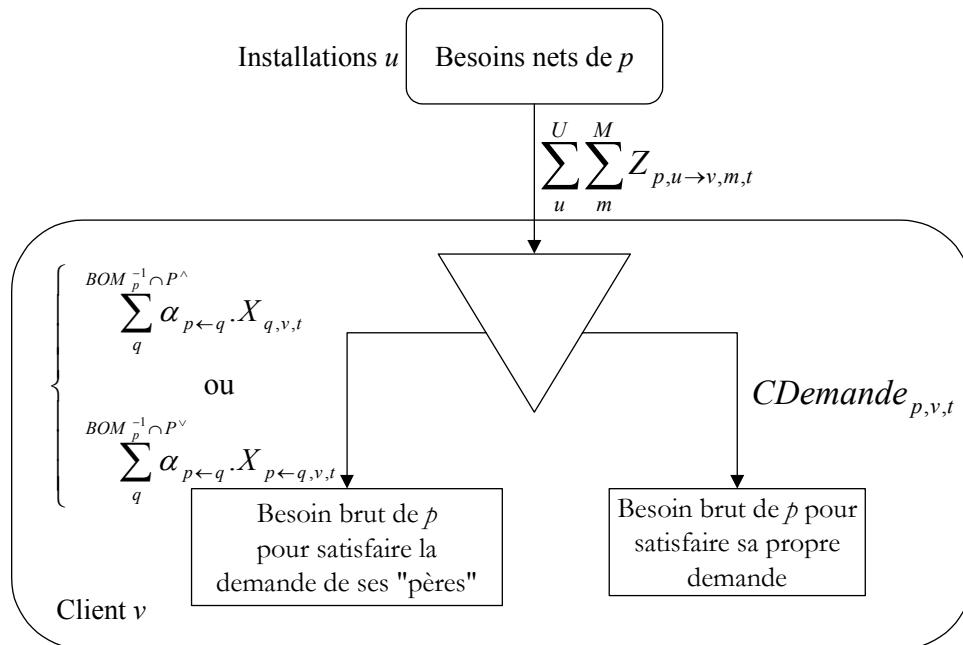 Installations u
Besoins nets de p
∑_u^U ∑_m^M Z_{p,u→v,m,t}
∑_q^{BOM_p^{-1}∩P^∧} α_{p←q}.X_{q,v,t}
ou
∑_q^{BOM_p^{-1}∩P^∨} α_{p←q}.X_{p←q,v,t}
CDemande_{p,v,t}
Besoin brut de p
pour satisfaire la
demande de ses "pères"
Besoin brut de p pour
satisfaire sa propre
demande
Client v